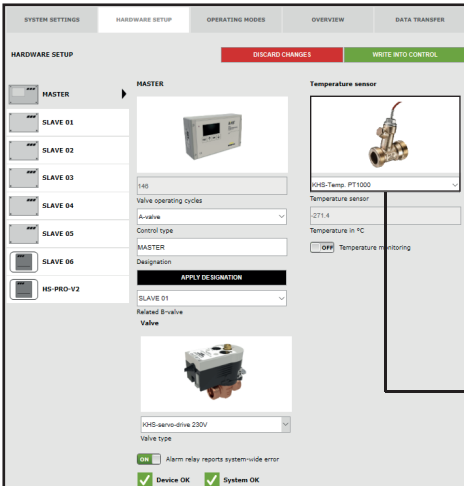 SYSTEM SETTINGS
HARDWARE SETUP
OPERATING MODES
OVERVIEW
DATA TRANSFER
HARDWARE SETUP
DISCARD CHANGES
WRITE INTO CONTROL
MASTER
SLAVE 01
SLAVE 02
SLAVE 03
SLAVE 04
SLAVE 05
SLAVE 06
HS-PRO-V2
MASTER
146
Valve operating cycles
A-valve
Control type
MASTER
Designation
APPLY DESIGNATION
SLAVE 01
Related B-valve
Valve
KHS-servo-drive 230V
Valve type
ON Alarm relay reports system-wide error
Device OK
System OK
Temperature sensor
KHS-Temp. PT1000
Temperature sensor
-271.4
Temperature in °C
OFF Temperature monitoring